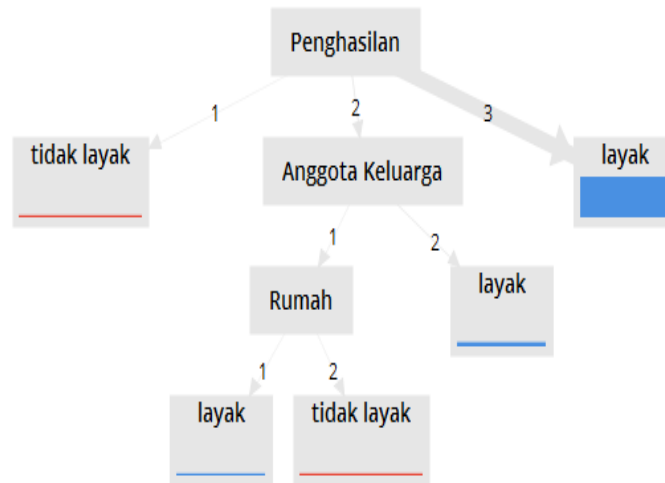 Penghasilan
1
2
3
tidak layak
Anggota Keluarga
layak
1
2
Rumah
layak
1
2
layak
tidak layak